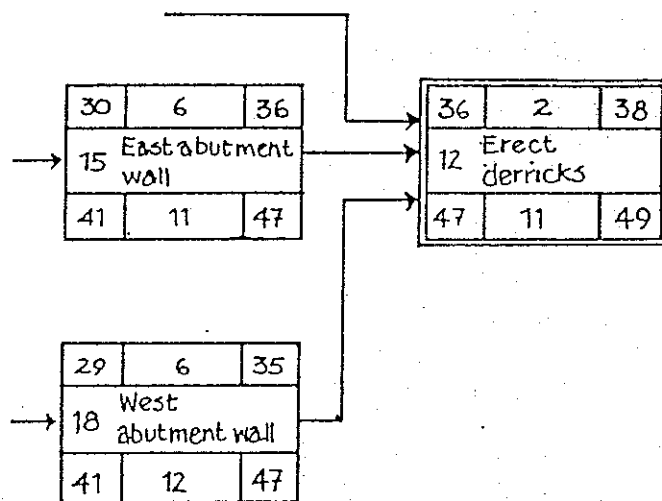 30 6 36
15 East abutment
wall
41 11 47
36 2 38
12 Erect
derricks
47 11 49
29 6 35
18 West
abutment wall
41 12 47